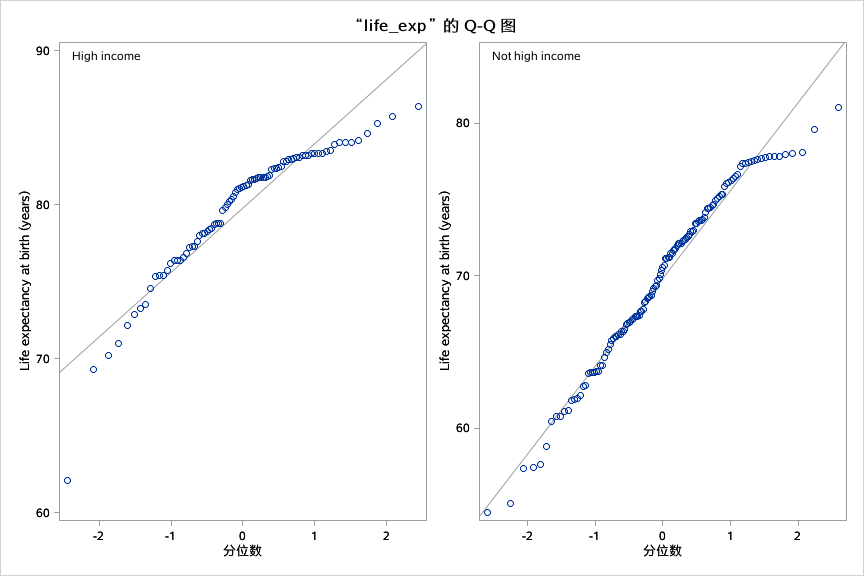 “life_exp”的 Q-Q 图
High income
Life expectancy at birth (years)
90
80
70
60
-2 -1 0 1 2
分位数
Not high income
Life expectancy at birth (years)
80
70
60
-2 -1 0 1 2
分位数